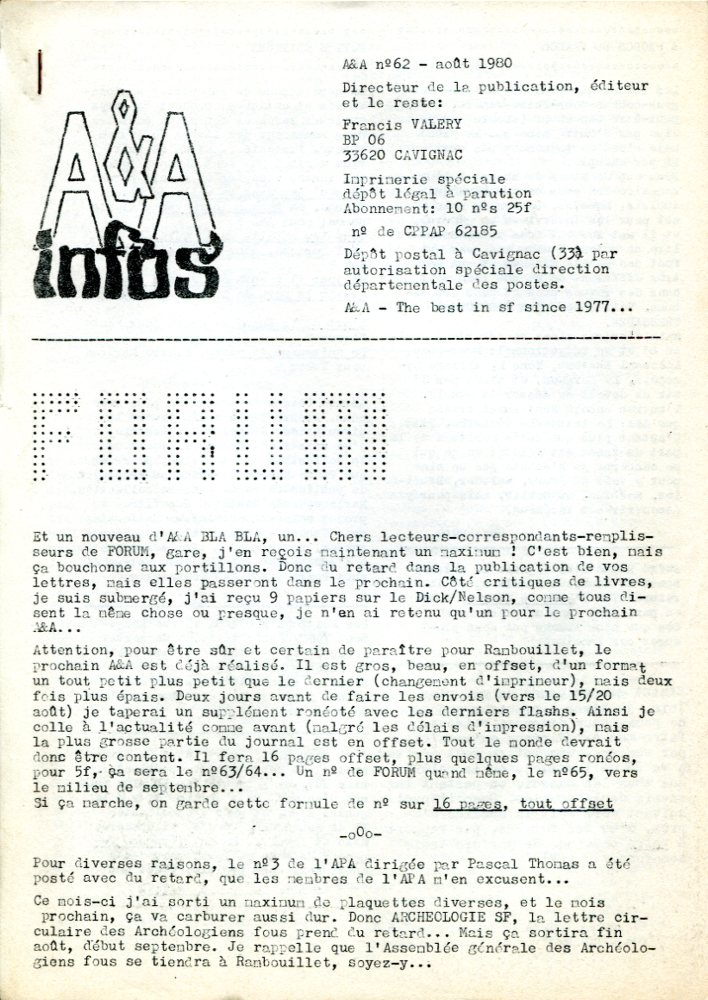 A&A
infos
A&A nº62 - août 1980
Directeur de la publication, éditeur
et le reste:
Francis VALERY
BP 06
33620 CAVIGNAC
Imprimerie spéciale
dépôt légal à parution
Abonnement: 10 nºs 25f
nº de CPPAP 62185
Dépôt postal à Cavignac (33) par
autorisation spéciale direction
départementale des postes.
A&A - The best in sf since 1977...
FORUM
Et un nouveau d'A&A BLA BLA, un... Chers lecteurs-correspondants-remplis-
seurs de FORUM, gare, j'en reçois maintenant un maximum ! C'est bien, mais
ça bouchonne aux portillons. Donc du retard dans la publication de vos
lettres, mais elles passeront dans le prochain. Côté critiques de livres,
je suis submergé, j'ai reçu 9 papiers sur le Dick/Nelson, comme tous di-
sent la même chose ou presque, je n'en ai retenu qu'un pour le prochain
A&A...
Attention, pour être sûr et certain de paraître pour Rambouillet, le
prochain A&A est déjà réalisé. Il est gros, beau, en offset, d'un format
un tout petit plus petit que le dernier (changement d'imprimeur), mais deux
fois plus épais. Deux jours avant de faire les envois (vers le 15/20
août) je taperai un supplément ronéoté avec les derniers flashs. Ainsi je
colle à l'actualité comme avant (malgré les délais d'impression), mais
la plus grosse partie du journal est en offset. Tout le monde devrait
donc être content. Il fera 16 pages offset, plus quelques pages ronéos,
pour 5f, ça sera le nº63/64... Un nº de FORUM quand même, le nº65, vers
le milieu de septembre...
Si ça marche, on garde cette formule de nº sur 16 pages, tout offset
-oOo-
Pour diverses raisons, le nº3 de l'APA dirigée par Pascal Thomas a été
posté avec du retard, que les membres de l'APA m'en excusent...
Ce mois-ci j'ai sorti un maximum de plaquettes diverses, et le mois
prochain, ça va carburer aussi dur. Donc ARCHEOLOGIE SF, la lettre cir-
culaire des Archéologiens fous prend du retard... Mais ça sortira fin
août, début septembre. Je rappelle que l'Assemblée générale des Archéolo-
giens fous se tiendra à Rambouillet, soyez-y...